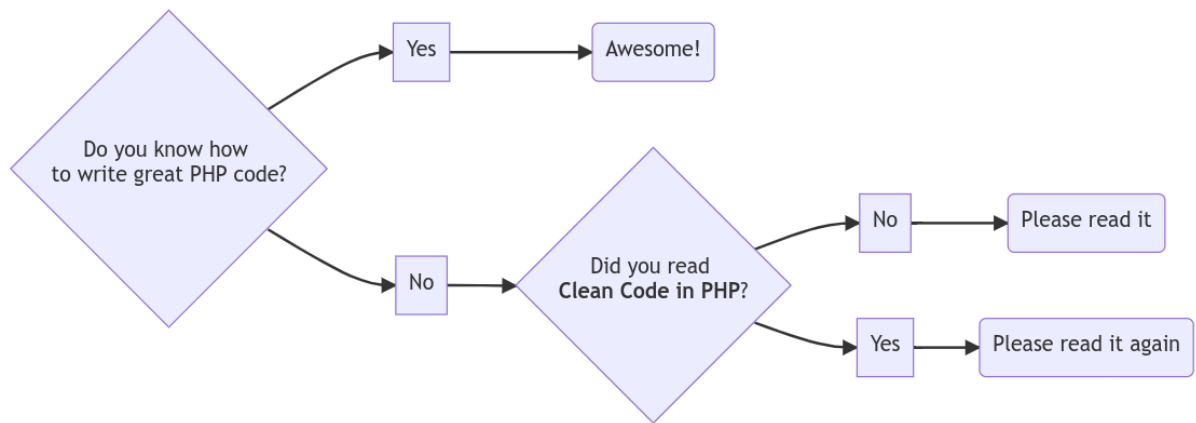 Do you know how
to write great PHP code?
Yes
Awesome!
No
Did you read
Clean Code in PHP?
No
Please read it
Yes
Please read it again